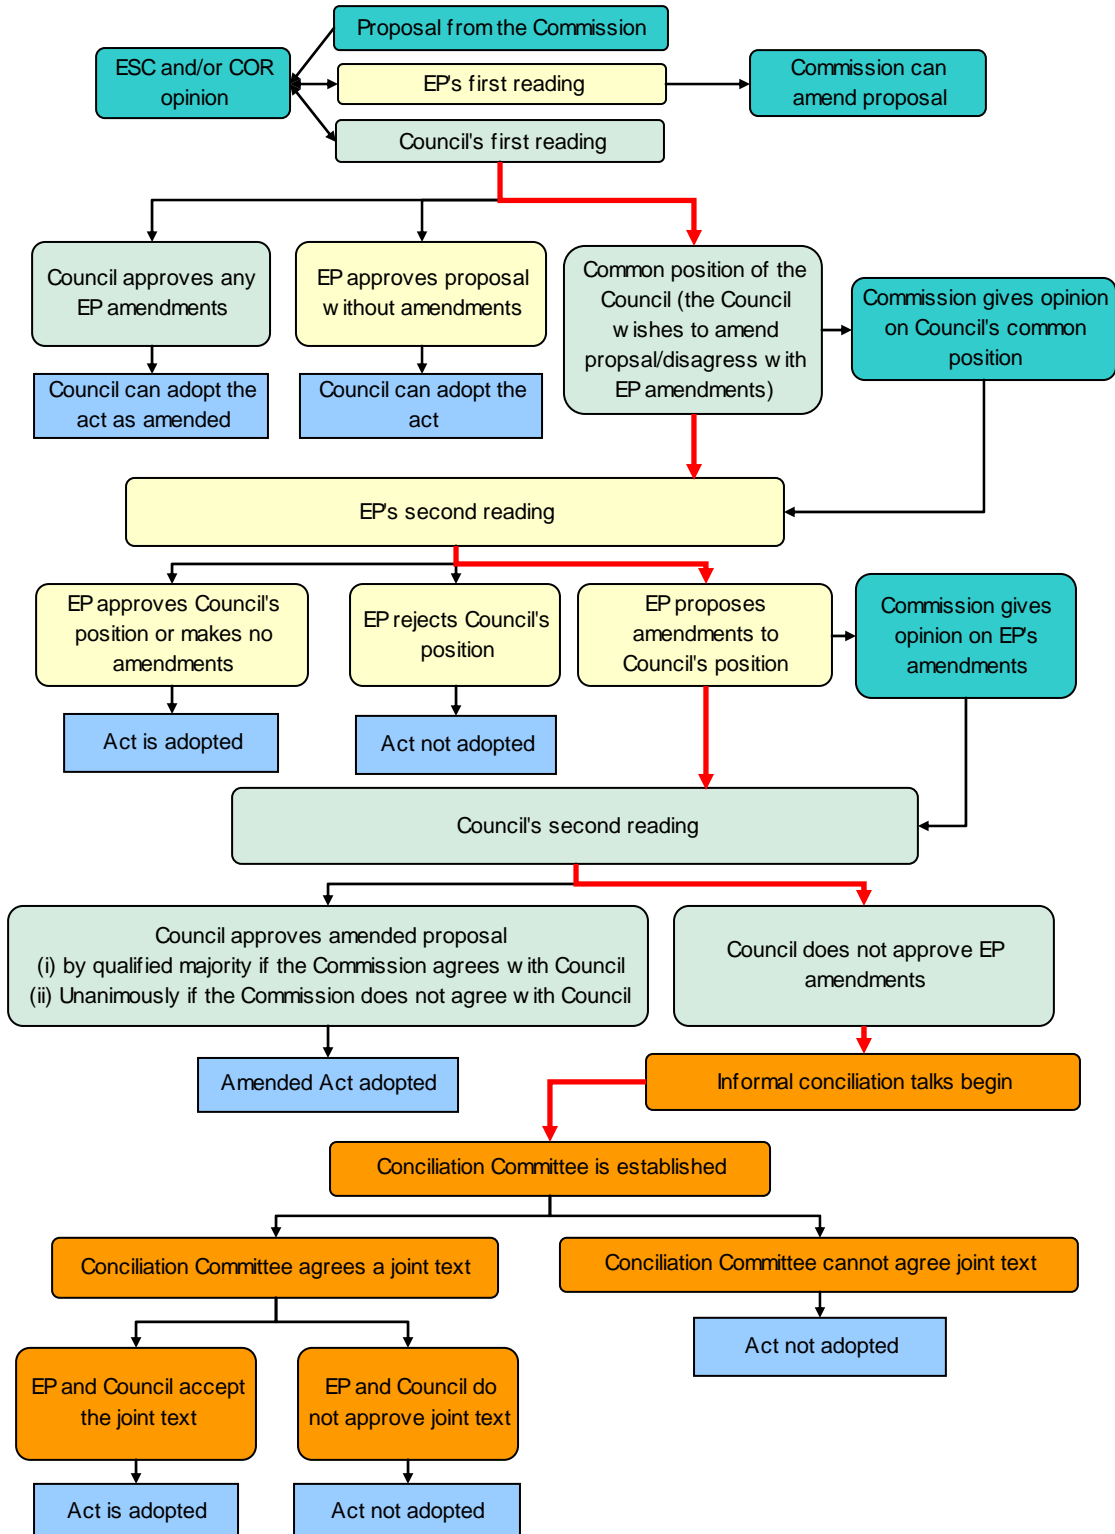 Proposal from the Commission
ESC and/or COR
opinion
EP's first reading
Commission can
amend proposal
Council's first reading
Council approves any
EP amendments
EP approves proposal
without amendments
Common position of the
Council (the Council
wishes to amend
propsal/disagress with
EP amendments)
Commission gives opinion
on Council's common
position
Council can adopt the
act as amended
Council can adopt the
act
EP's second reading
EP approves Council's
position or makes no
amendments
EP rejects Council's
position
EP proposes
amendments to
Council's position
Commission gives
opinion on EP's
amendments
Act is adopted
Act not adopted
Council's second reading
Council approves amended proposal
(i) by qualified majority if the Commission agrees with Council
(ii) Unanimously if the Commission does not agree with Council
Council does not approve EP
amendments
Amended Act adopted
Informal conciliation talks begin
Conciliation Committee is established
Conciliation Committee agrees a joint text
Conciliation Committee cannot agree joint text
Act not adopted
EP and Council accept
the joint text
EP and Council do
not approve joint text
Act is adopted
Act not adopted